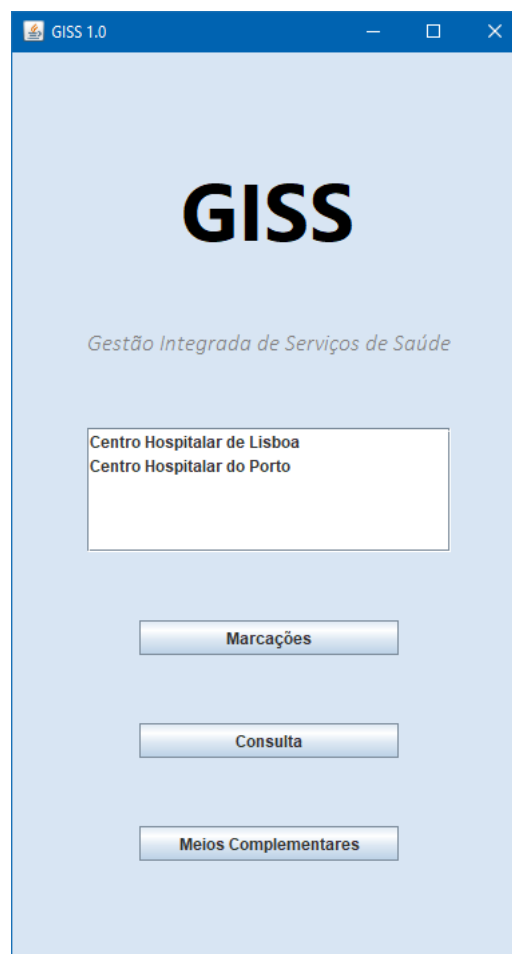 GISS 1.0
GISS
Gestão Integrada de Serviços de Saúde
Centro Hospitalar de Lisboa
Centro Hospitalar do Porto
Marcações
Consulta
Meios Complementares